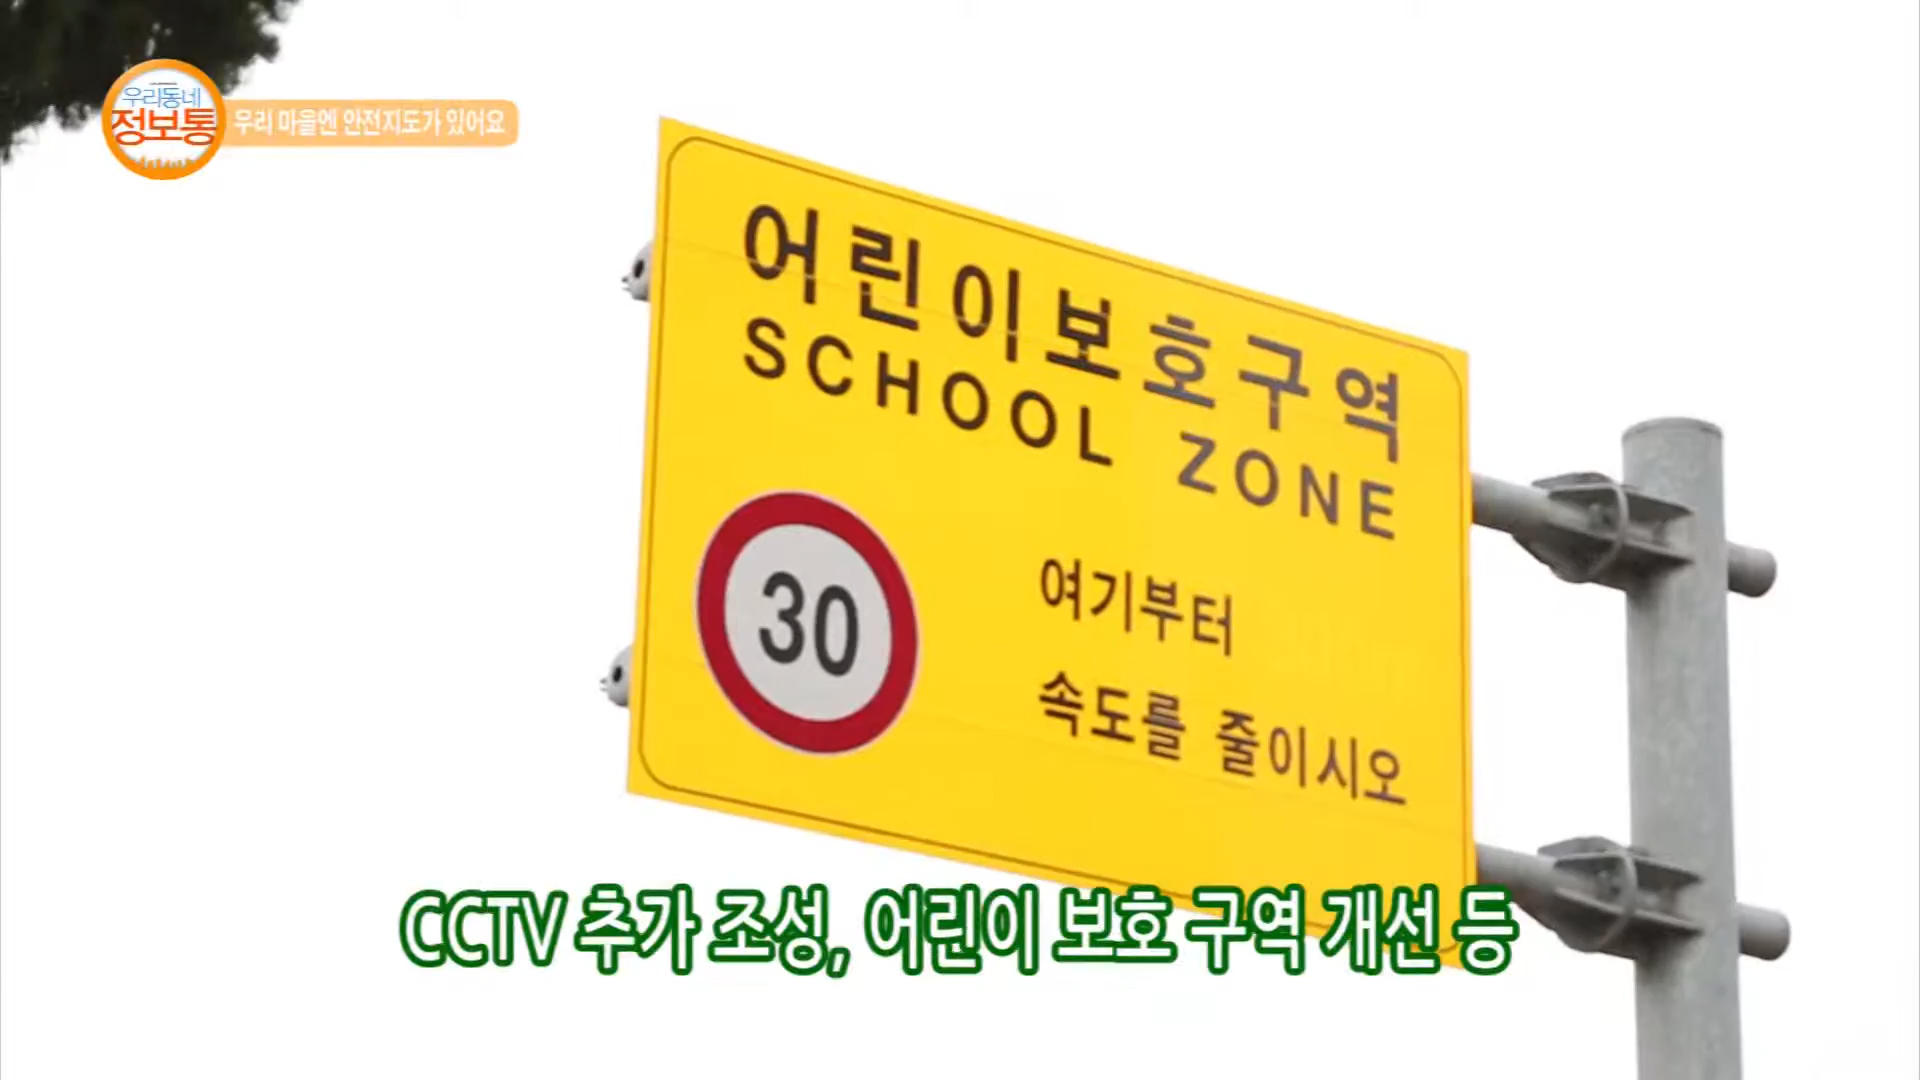 우리동네
정보통
우리 마을엔 안전지도가 있어요
어린이보호구역
SCHOOL ZONE
30
여기부터
속도를 줄이시오
CCTV 추가 조성, 어린이 보호 구역 개선 등